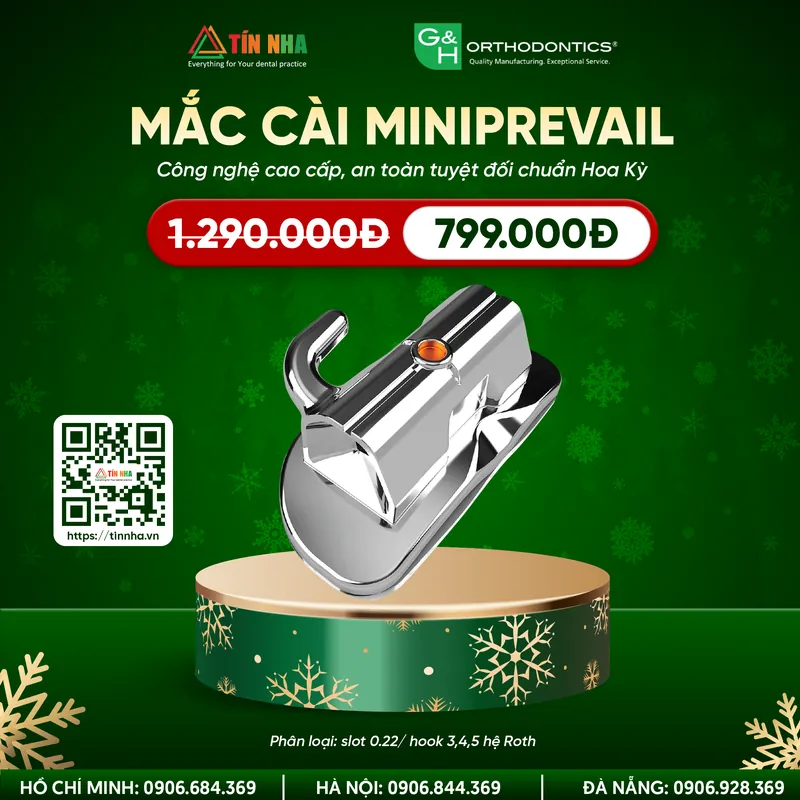 TÍN NHA
Everything for Your dental practice
G&H ORTHODONTICS®
Quality Manufacturing. Exceptional Service.
MẮC CÀI MINIPREVAIL
Công nghệ cao cấp, an toàn tuyệt đối chuẩn Hoa Kỳ
1.290.000Đ 799.000Đ
TÍN NHA
https://tinnha.vn
Phân loại: slot 0.22/ hook 3,4,5 hệ Roth
HỒ CHÍ MINH: 0906.684.369 | HÀ NỘI: 0906.844.369 | ĐÀ NẴNG: 0906.928.369